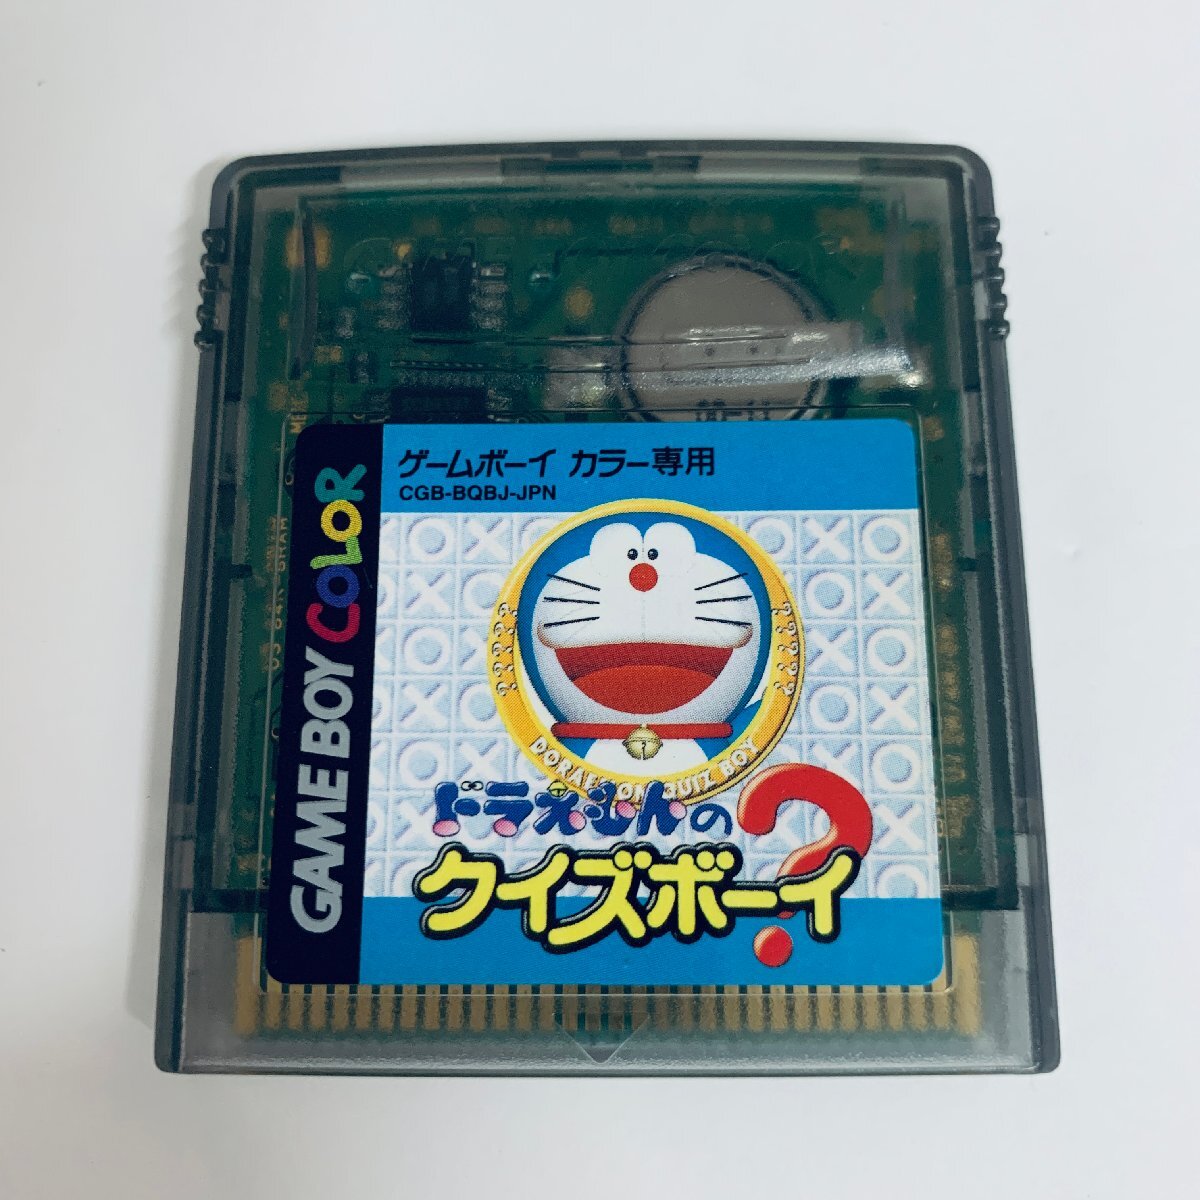 ゲームボーイ カラー専用
CGB-BQBJ-JPN
GAME BOY COLOR
DORAEMON QUIZ BOY
ドラえもんの
クイズボーイ?